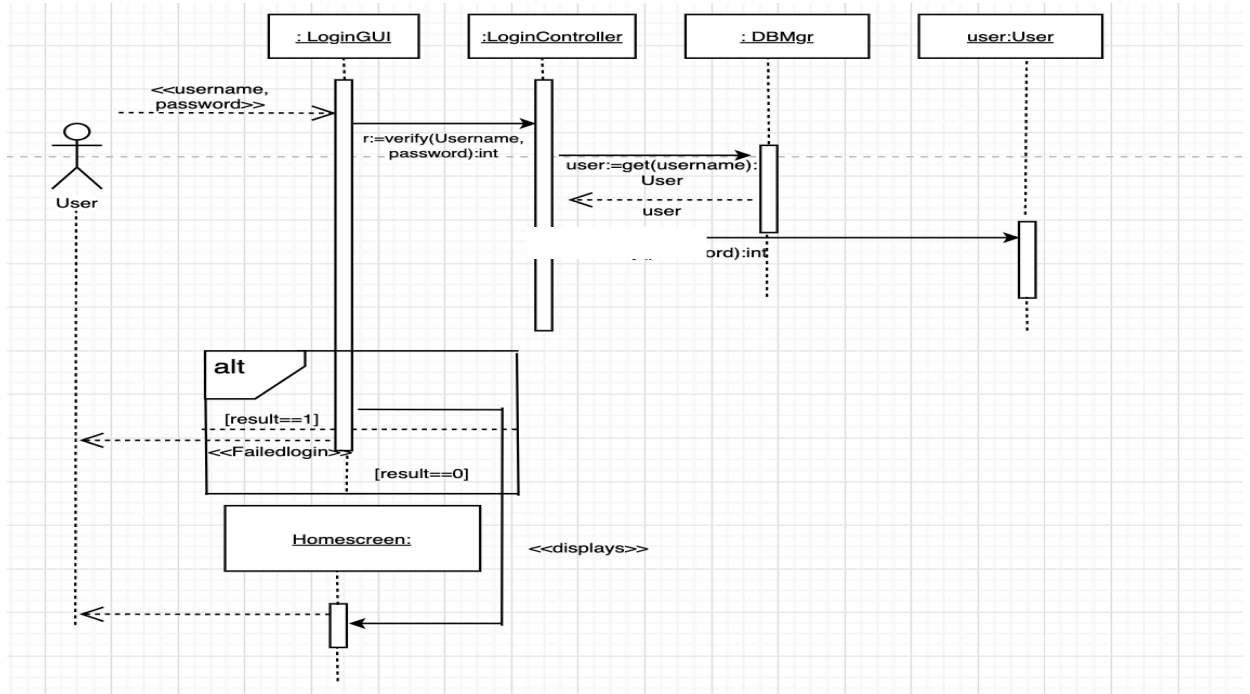 : LoginGUI
:LoginController
: DBMgr
user:User
<<username,
password>>
r:=verify(Username,
password):int
user:=get(username):
User
user
User
ord):int
alt
[result==1]
<<Failedlogin>>
[result==0]
Homescreen:
<<displays>>